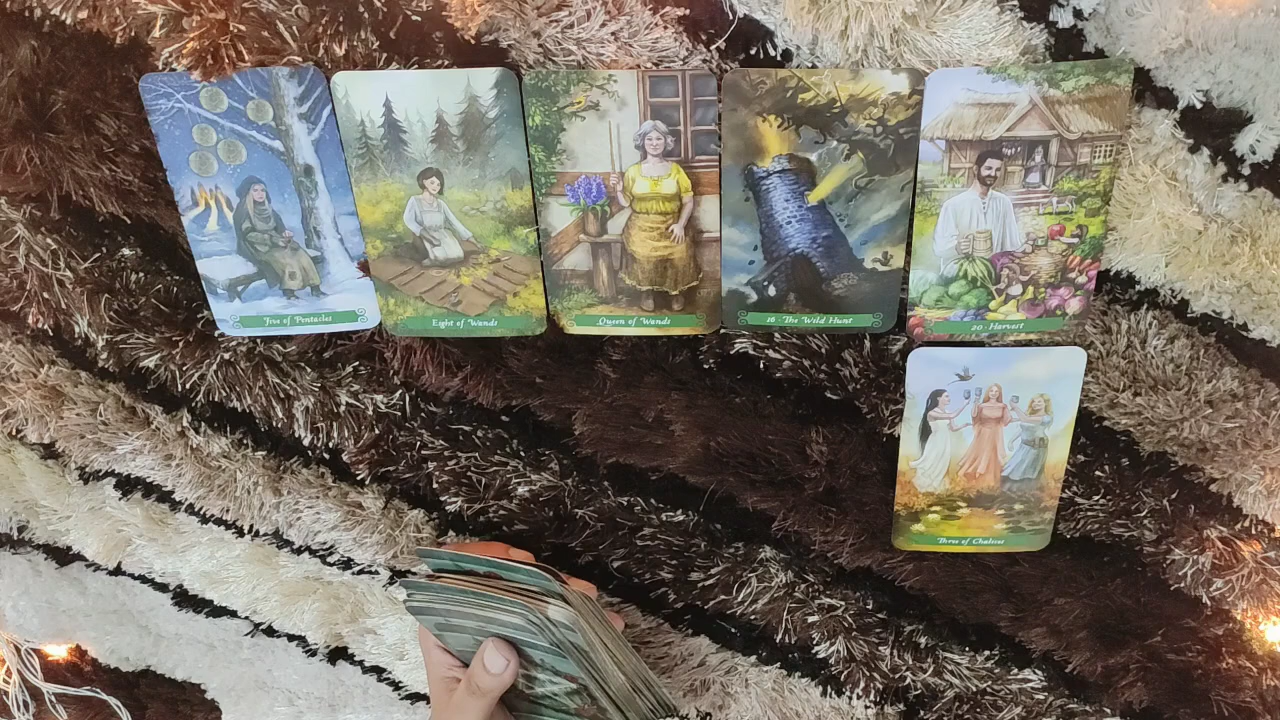 Five of Pentacles
Eight of Wands
Queen of Wands
16 · The Wild Hunt
20 · Harvest
Three of Chalices